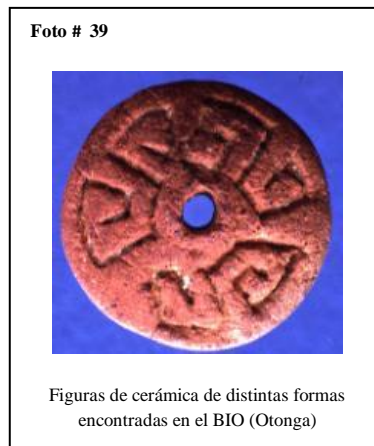 Foto # 39
Figuras de cerámica de distintas formas
encontradas en el BIO (Otonga)